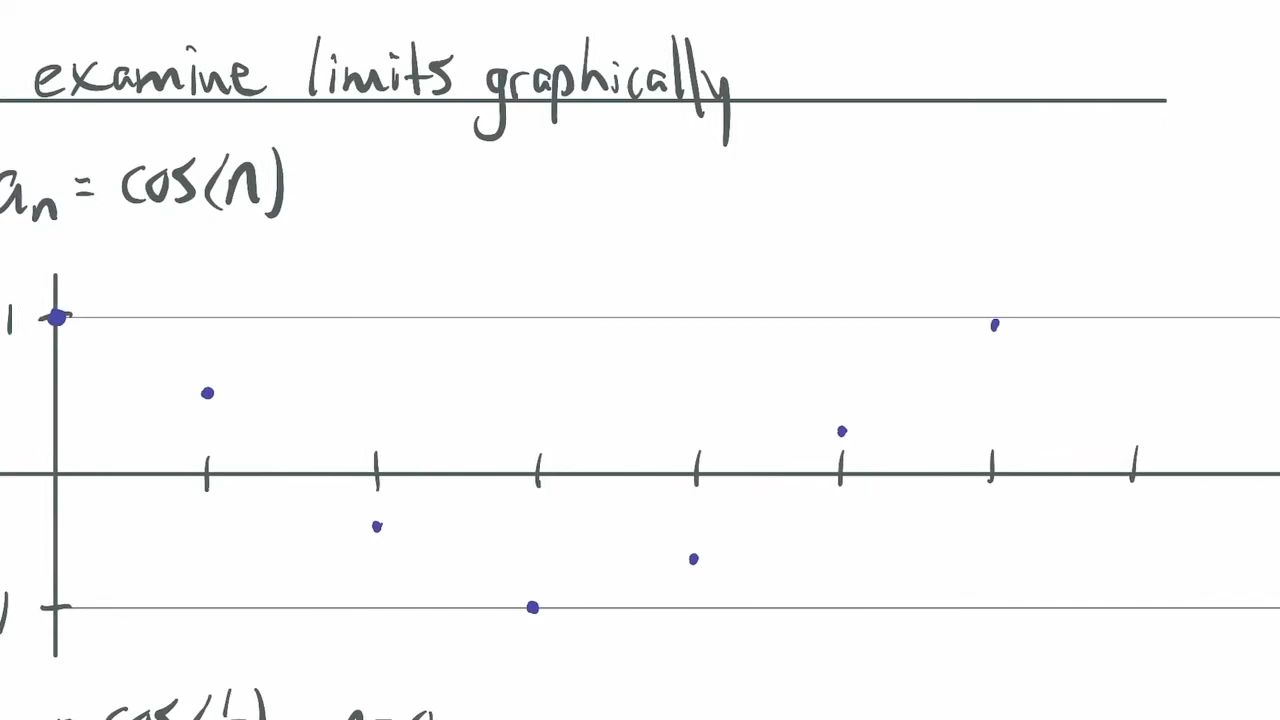 examine limits graphically
aₙ = cos(n)
1